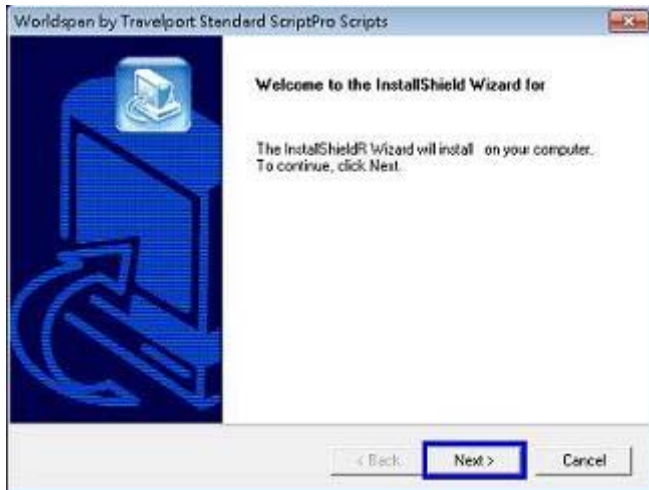 Worldspan by Travelport Standard ScriptPro Scripts
Welcome to the InstallShield Wizard for
The InstallShieldR Wizard will install on your computer.
To continue, click Next.
< Back
Next >
Cancel